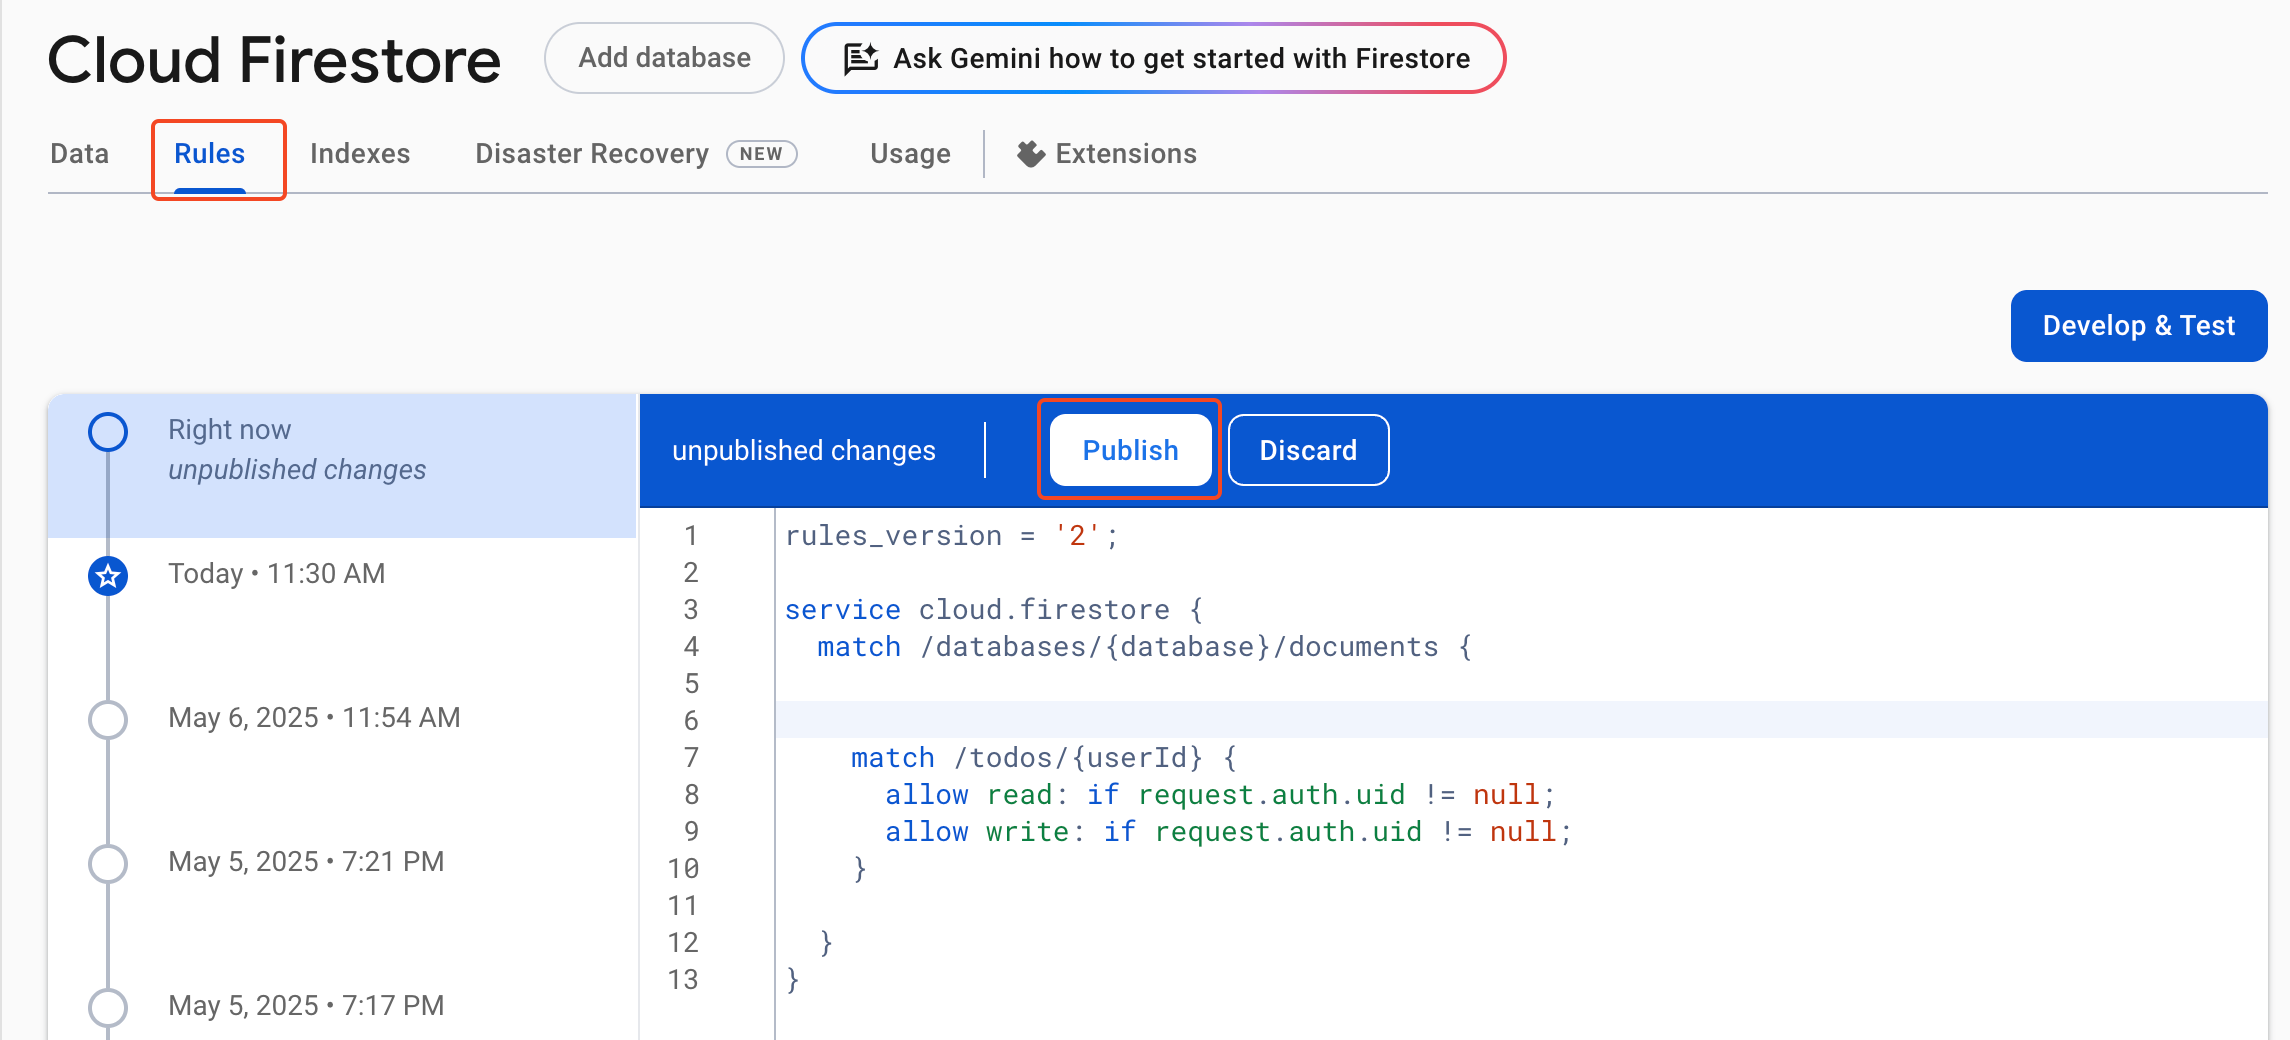 Cloud Firestore
Add database
Ask Gemini how to get started with Firestore
Data
Rules
Indexes
Disaster Recovery
NEW
Usage
Extensions
Develop & Test
Right now
unpublished changes
Today • 11:30 AM
May 6, 2025 • 11:54 AM
May 5, 2025 • 7:21 PM
May 5, 2025 • 7:17 PM
unpublished changes
Publish
Discard
1 rules_version = '2';
2
3 service cloud.firestore {
4   match /databases/{database}/documents {
5
6
7     match /todos/{userId} {
8       allow read: if request.auth.uid != null;
9       allow write: if request.auth.uid != null;
10     }
11
12   }
13 }